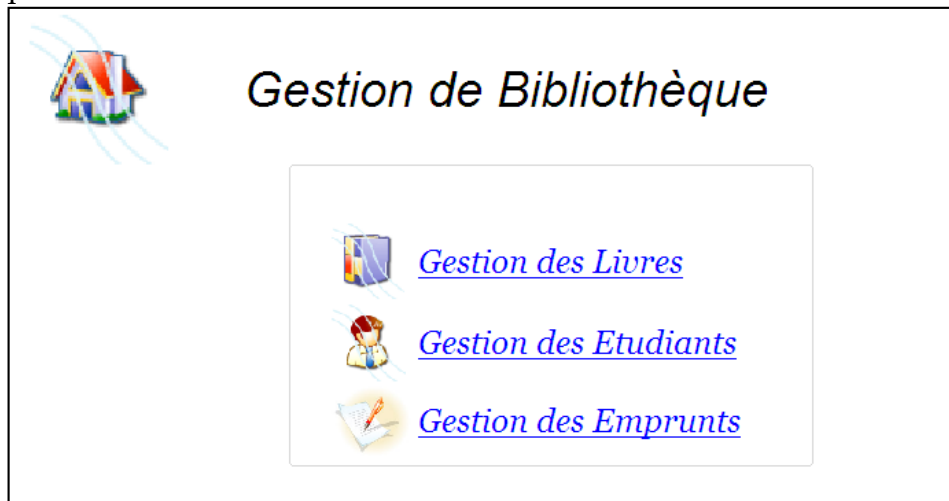 Gestion de Bibliothèque
Gestion des Livres
Gestion des Etudiants
Gestion des Emprunts